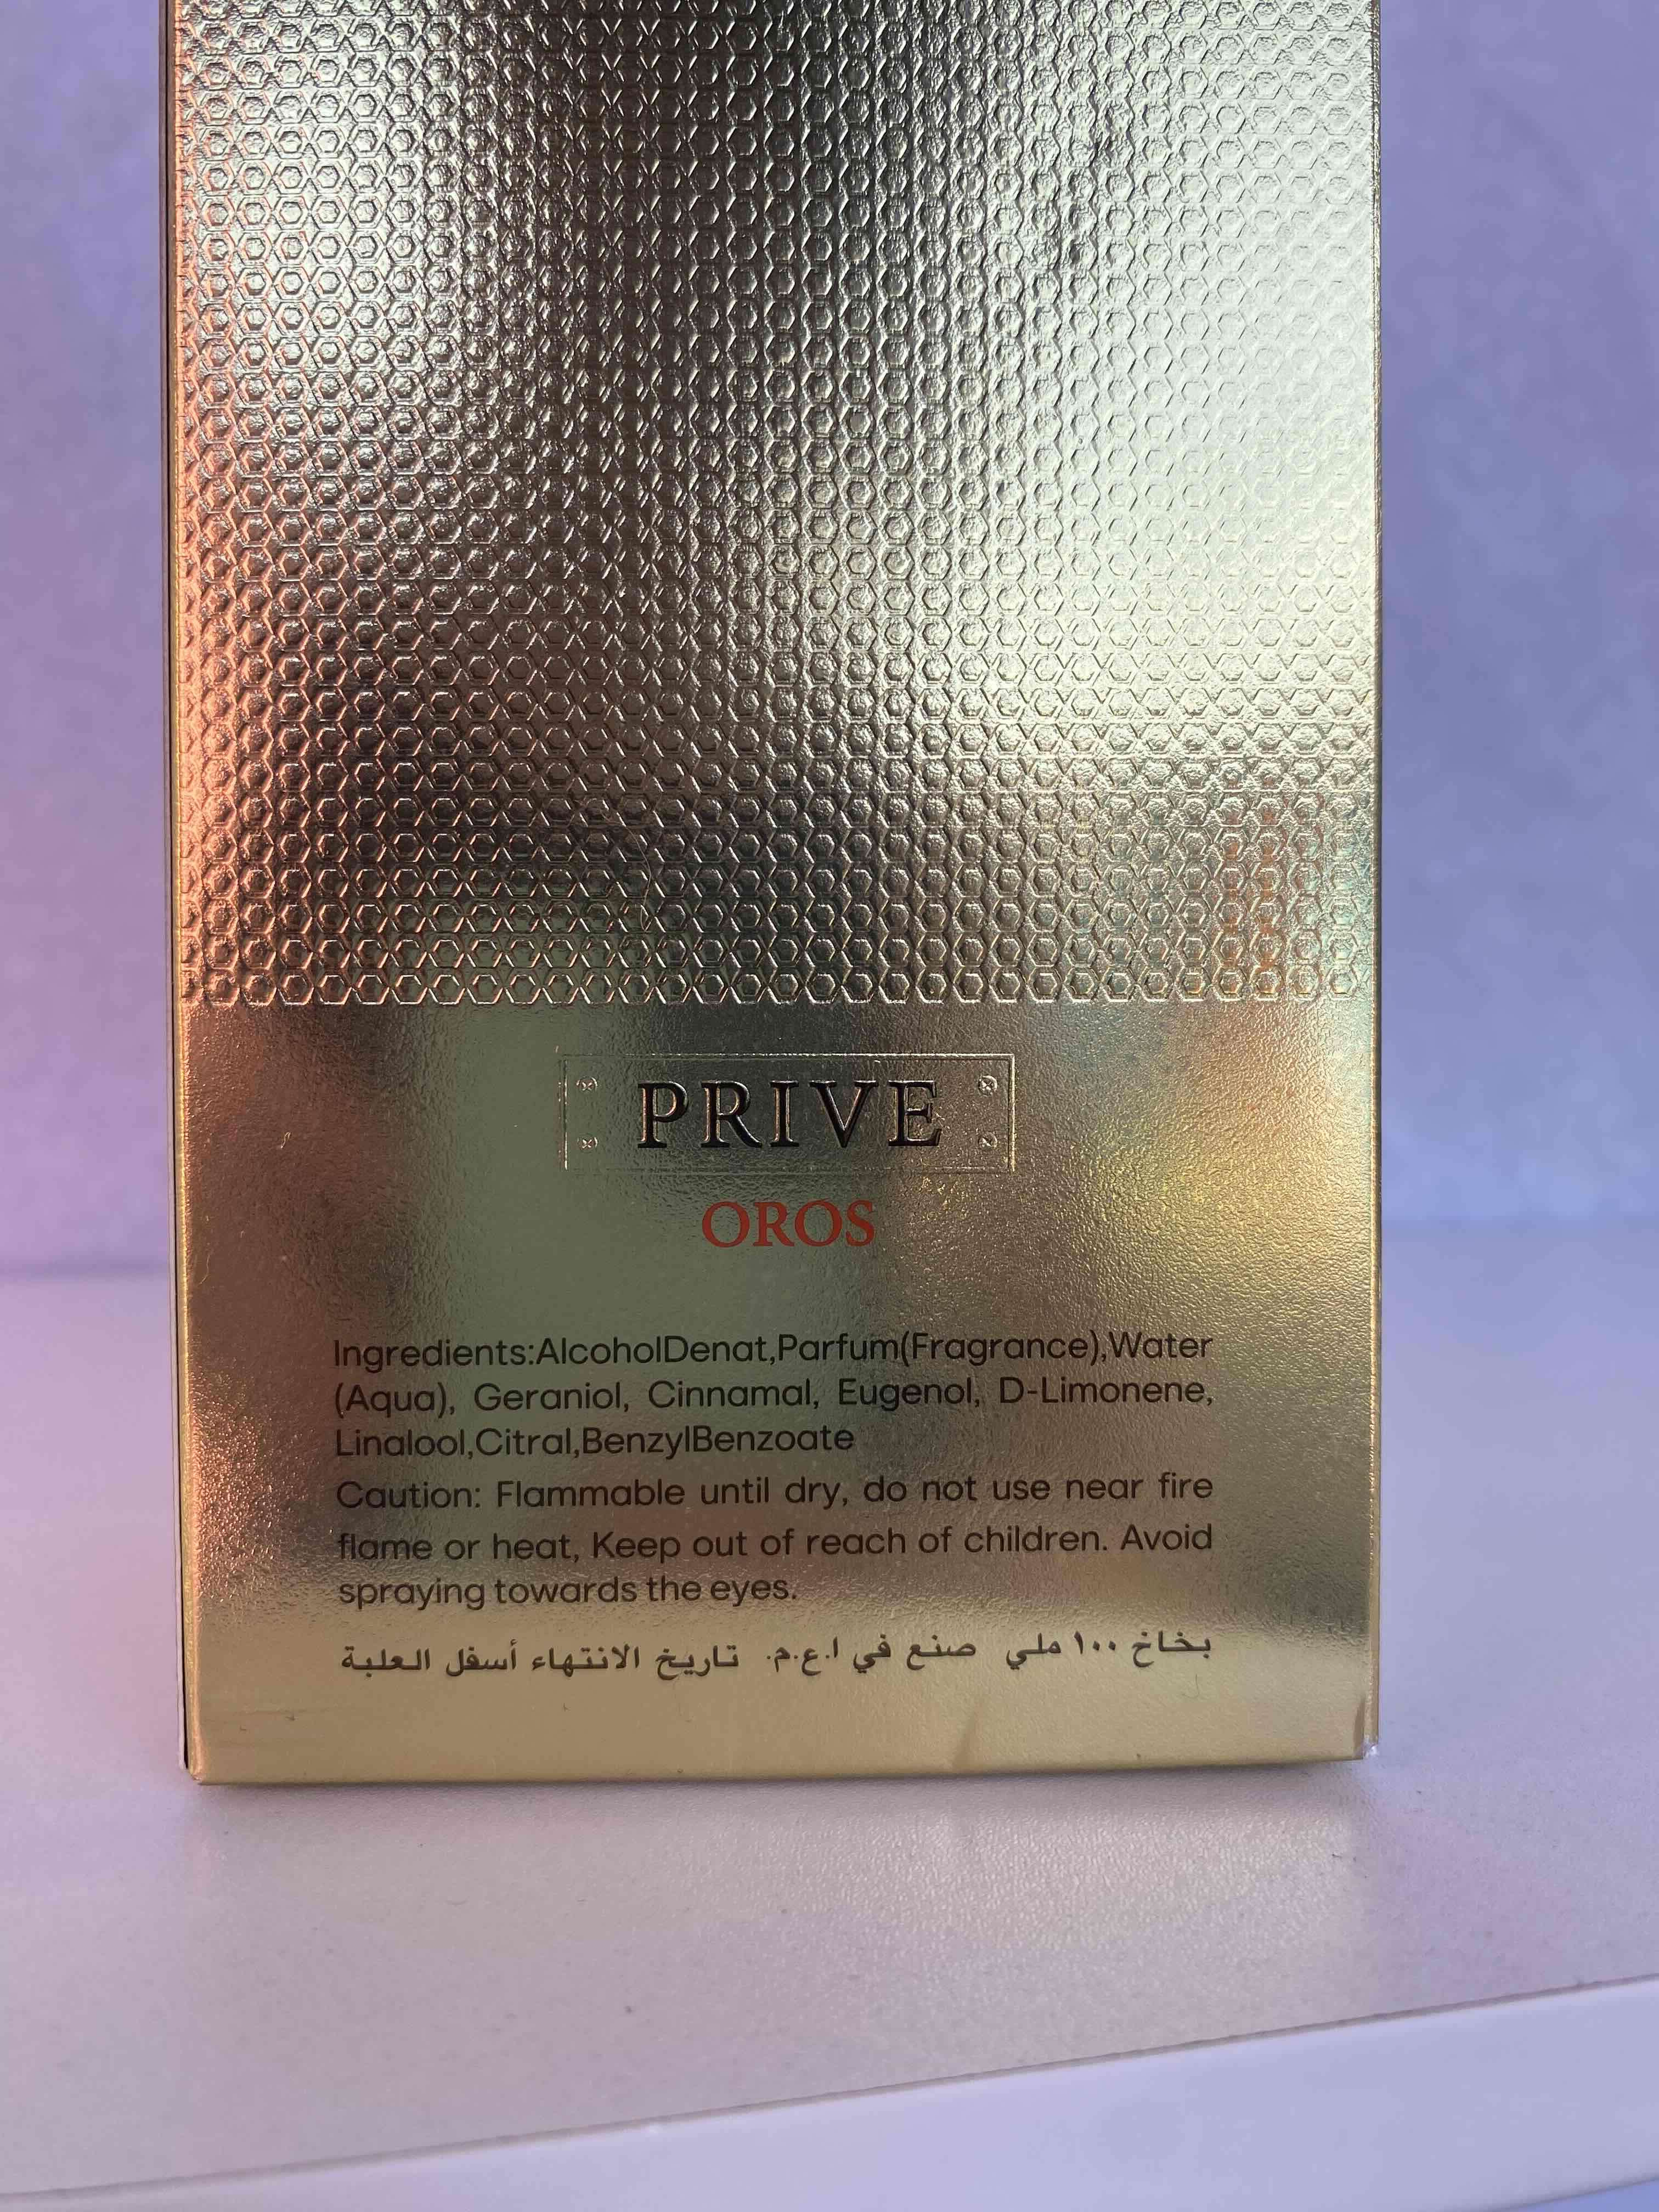 PRIVE
OROS
Ingredients:AlcoholDenat,Parfum(Fragrance),Water
(Aqua), Geraniol, Cinnamal, Eugenol, D-Limonene,
Linalool,Citral,BenzylBenzoate
Caution: Flammable until dry, do not use near fire
flame or heat, Keep out of reach of children. Avoid
spraying towards the eyes.
بخاخ ١٠٠ ملي صنع في ا.ع.م. تاريخ الانتهاء أسفل العلبة